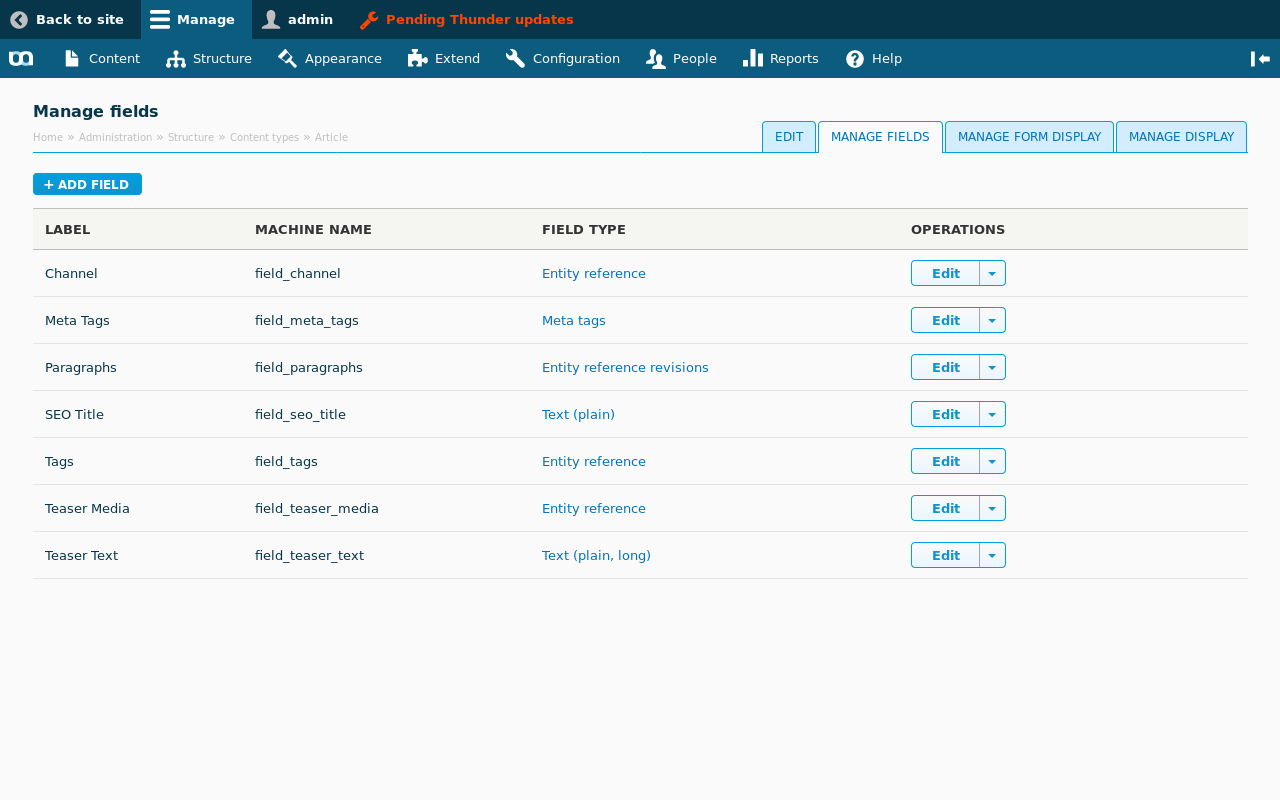 Back to site Manage admin Pending Thunder updates
Content Structure Appearance Extend Configuration People Reports Help
Manage fields
Home » Administration » Structure » Content types » Article
EDIT MANAGE FIELDS MANAGE FORM DISPLAY MANAGE DISPLAY
+ ADD FIELD
LABEL MACHINE NAME FIELD TYPE OPERATIONS
Channel field_channel Entity reference Edit
Meta Tags field_meta_tags Meta tags Edit
Paragraphs field_paragraphs Entity reference revisions Edit
SEO Title field_seo_title Text (plain) Edit
Tags field_tags Entity reference Edit
Teaser Media field_teaser_media Entity reference Edit
Teaser Text field_teaser_text Text (plain, long) Edit